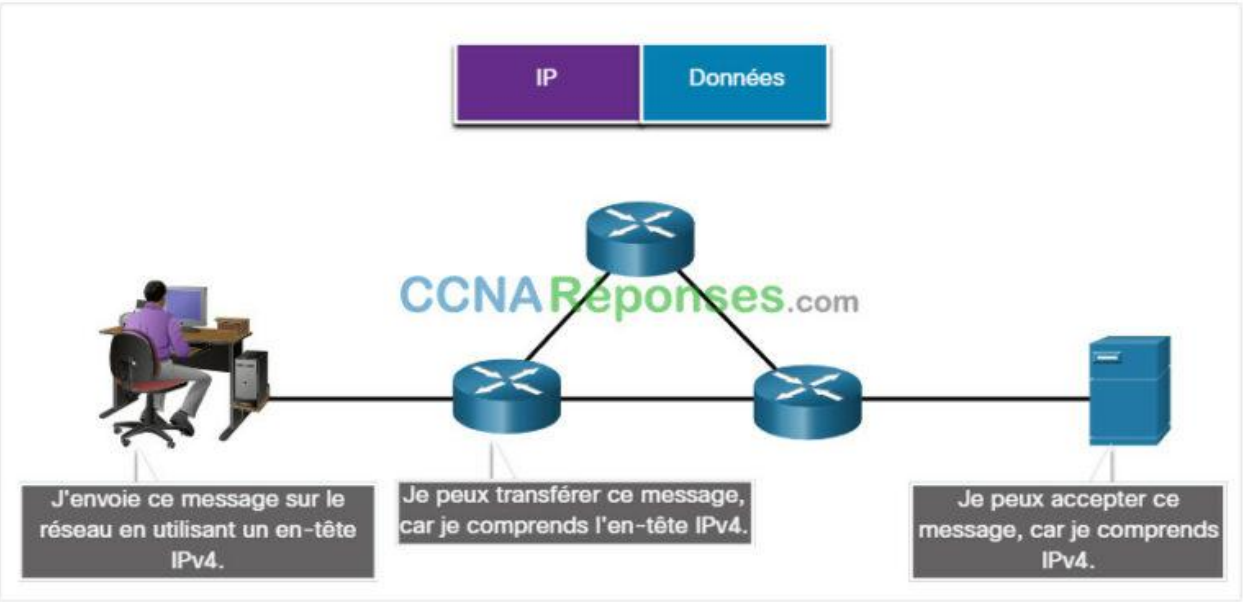 IP
Données
CCNARéponses.com
J'envoie ce message sur le
réseau en utilisant un en-tête
IPv4.
Je peux transférer ce message,
car je comprends l'en-tête IPv4.
Je peux accepter ce
message, car je comprends
IPv4.